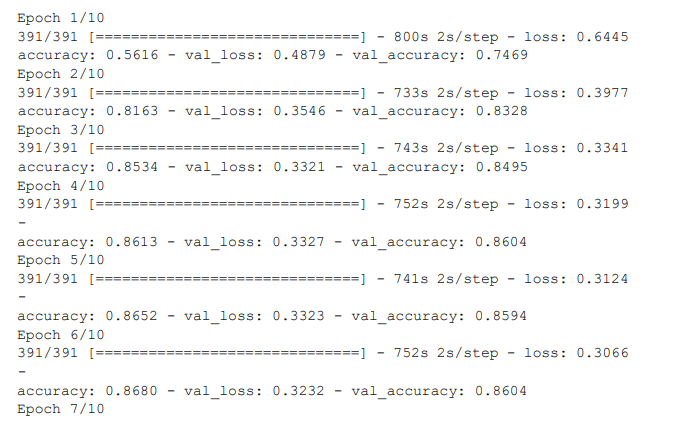 Epoch 1/10
391/391 [==============================] - 800s 2s/step - loss: 0.6445
accuracy: 0.5616 - val_loss: 0.4879 - val_accuracy: 0.7469
Epoch 2/10
391/391 [==============================] - 733s 2s/step - loss: 0.3977
accuracy: 0.8163 - val_loss: 0.3546 - val_accuracy: 0.8328
Epoch 3/10
391/391 [==============================] - 743s 2s/step - loss: 0.3341
accuracy: 0.8534 - val_loss: 0.3321 - val_accuracy: 0.8495
Epoch 4/10
391/391 [==============================] - 752s 2s/step - loss: 0.3199
-
accuracy: 0.8613 - val_loss: 0.3327 - val_accuracy: 0.8604
Epoch 5/10
391/391 [==============================] - 741s 2s/step - loss: 0.3124
-
accuracy: 0.8652 - val_loss: 0.3323 - val_accuracy: 0.8594
Epoch 6/10
391/391 [==============================] - 752s 2s/step - loss: 0.3066
-
accuracy: 0.8680 - val_loss: 0.3232 - val_accuracy: 0.8604
Epoch 7/10